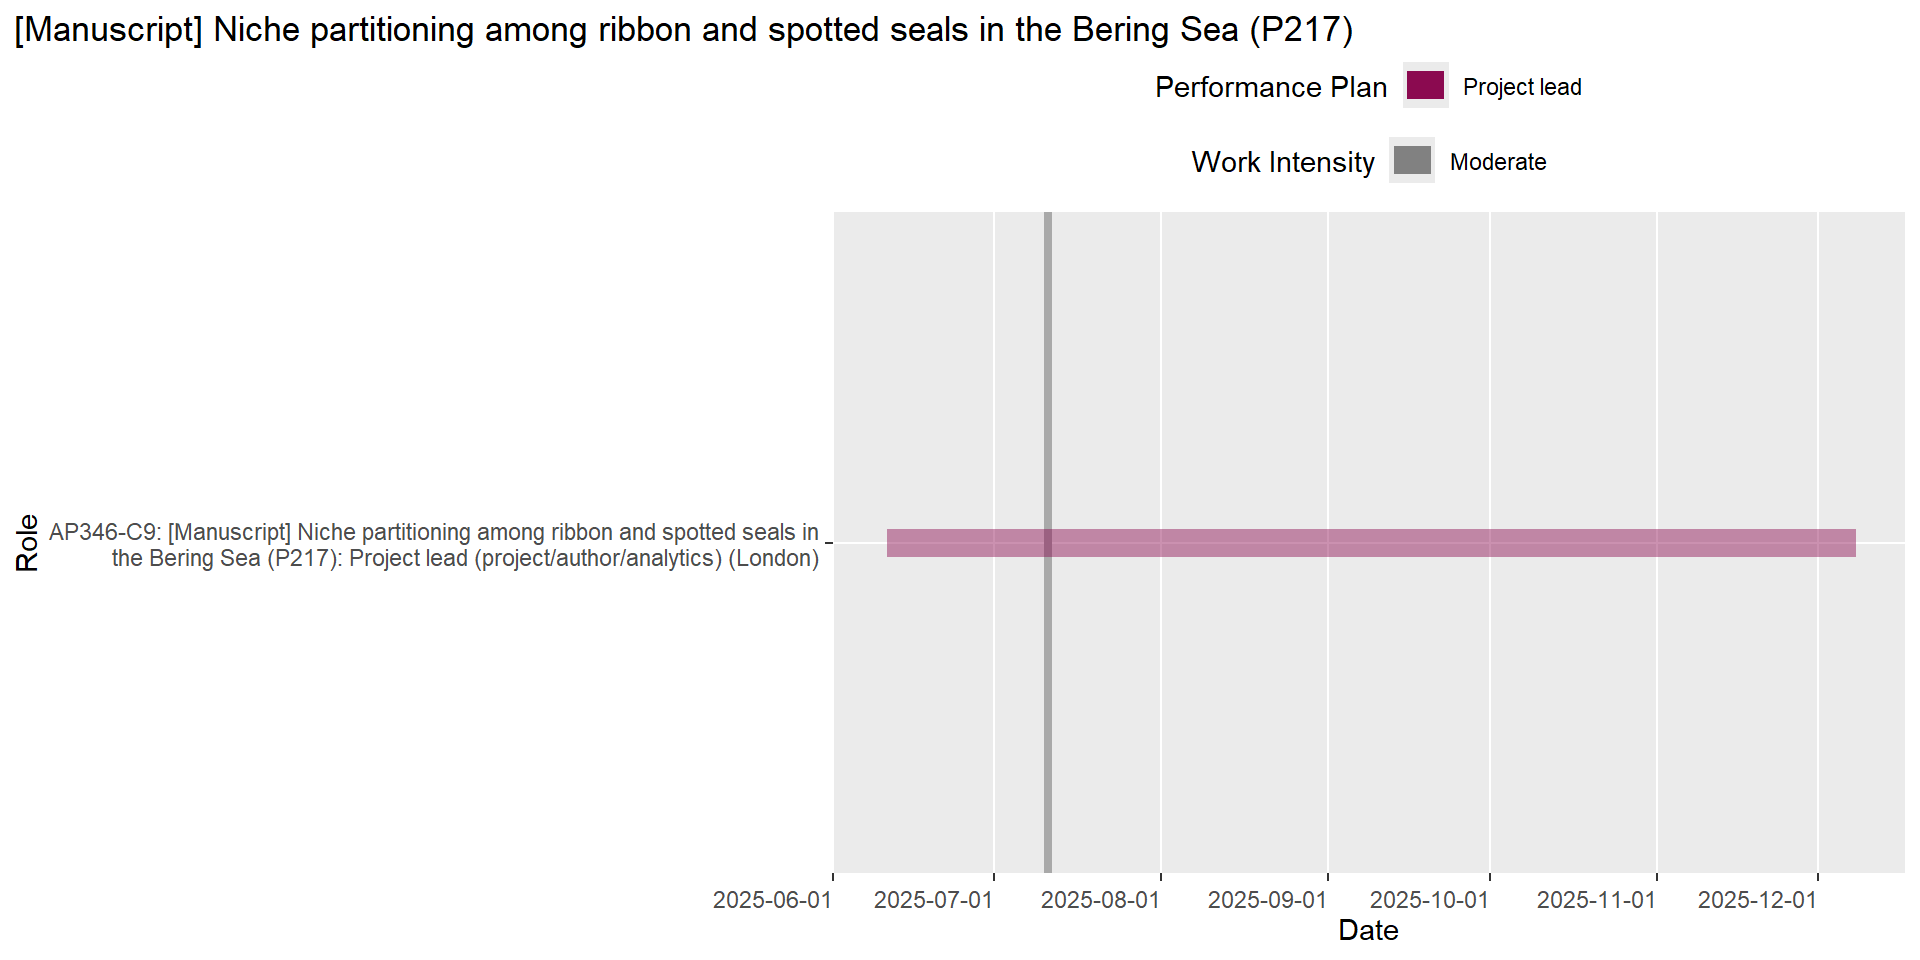 [Manuscript] Niche partitioning among ribbon and spotted seals in the Bering Sea (P217)
Performance Plan
Project lead
Work Intensity
Moderate
Role
AP346-C9: [Manuscript] Niche partitioning among ribbon and spotted seals in
the Bering Sea (P217): Project lead (project/author/analytics) (London)
2025-06-01
2025-07-01
2025-08-01
2025-09-01
2025-10-01
2025-11-01
2025-12-01
Date